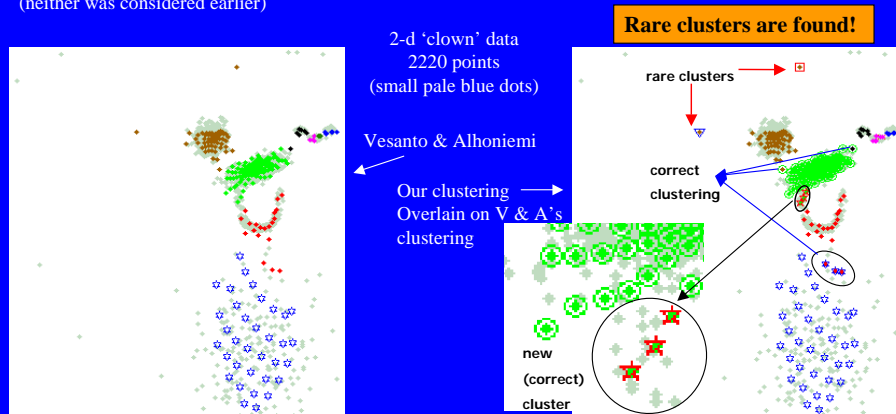 (neither was considered earlier)
Rare clusters are found!
2-d ‘clown’ data
2220 points
(small pale blue dots)
Vesanto & Alhoniemi
Our clustering
Overlain on V & A’s
clustering
rare clusters
correct
clustering
new
(correct)
cluster